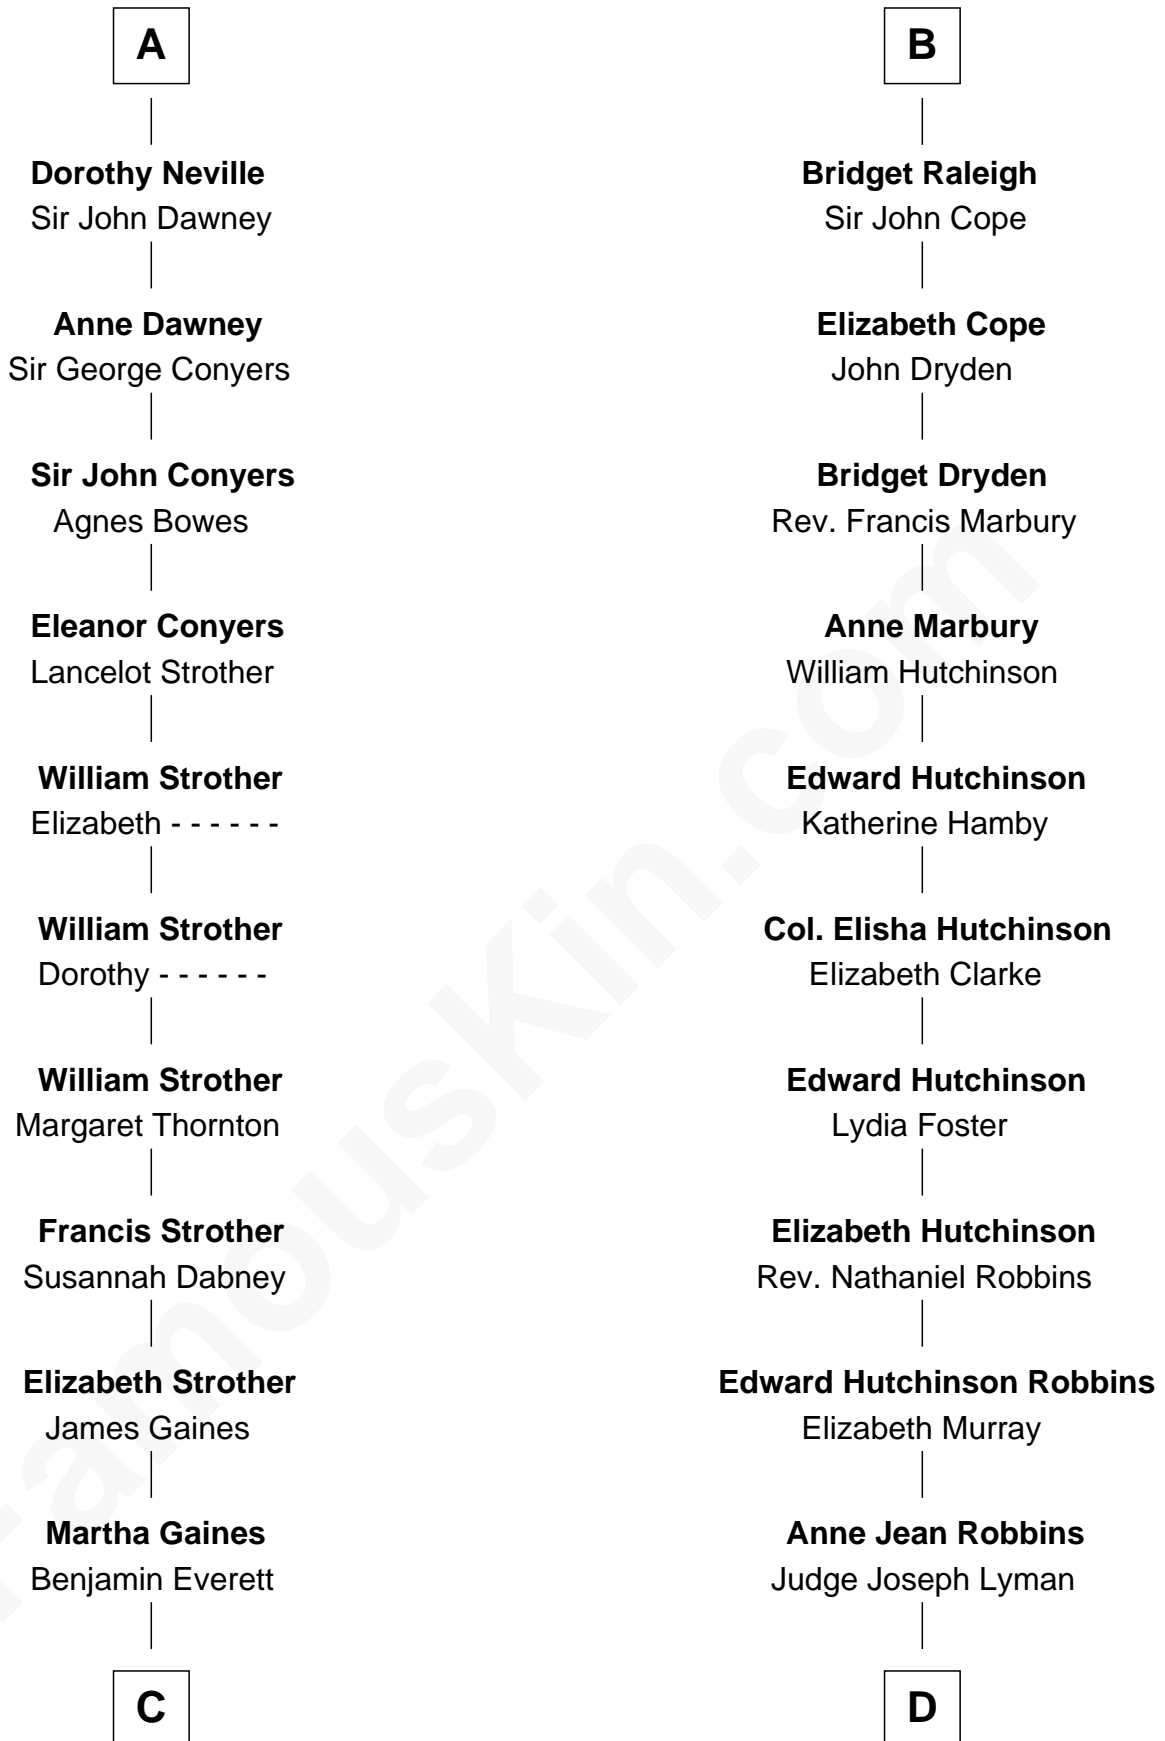 A
Dorothy Neville
Sir John Dawney
Anne Dawney
Sir George Conyers
Sir John Conyers
Agnes Bowes
Eleanor Conyers
Lancelot Strother
William Strother
Elizabeth - - - - - -
William Strother
Dorothy - - - - - -
William Strother
Margaret Thornton
Francis Strother
Susannah Dabney
Elizabeth Strother
James Gaines
Martha Gaines
Benjamin Everett
C
B
Bridget Raleigh
Sir John Cope
Elizabeth Cope
John Dryden
Bridget Dryden
Rev. Francis Marbury
Anne Marbury
William Hutchinson
Edward Hutchinson
Katherine Hamby
Col. Elisha Hutchinson
Elizabeth Clarke
Edward Hutchinson
Lydia Foster
Elizabeth Hutchinson
Rev. Nathaniel Robbins
Edward Hutchinson Robbins
Elizabeth Murray
Anne Jean Robbins
Judge Joseph Lyman
D
FamousKin.com